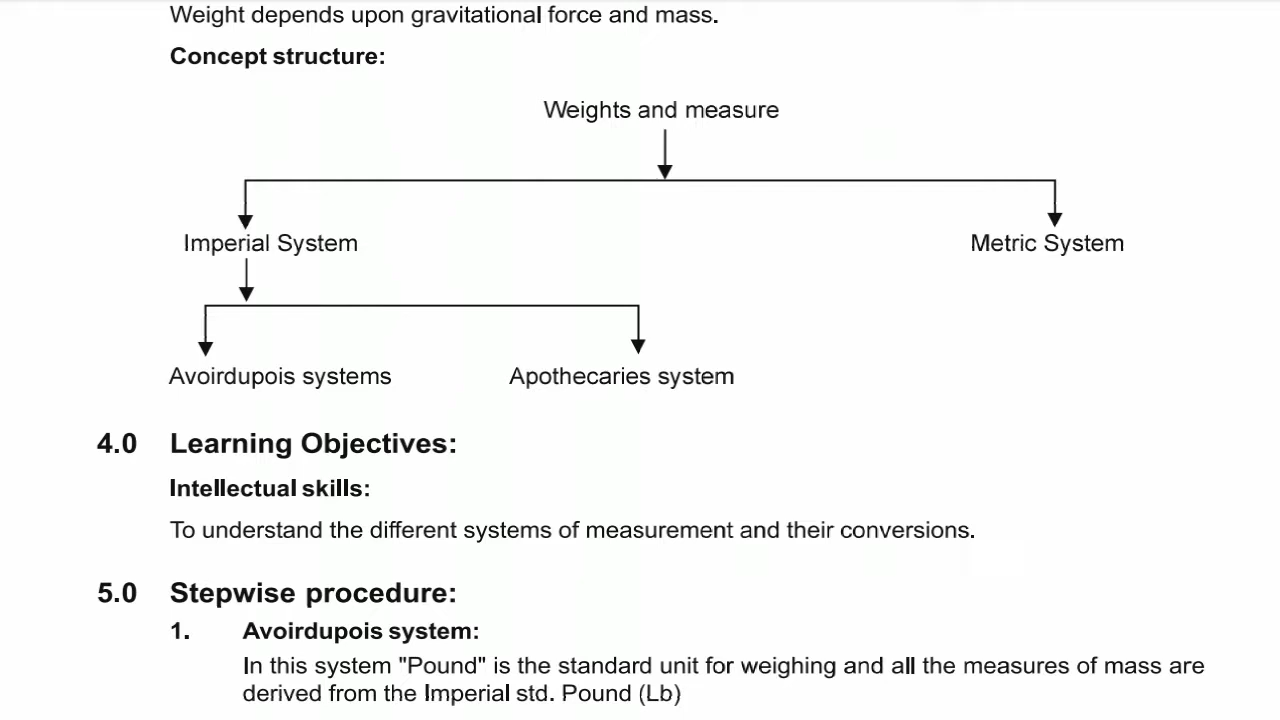 Weight depends upon gravitational force and mass.
Concept structure:
Weights and measure
Imperial System
Metric System
Avoirdupois systems
Apothecaries system
4.0 Learning Objectives:
Intellectual skills:
To understand the different systems of measurement and their conversions.
5.0 Stepwise procedure:
1. Avoirdupois system:
In this system "Pound" is the standard unit for weighing and all the measures of mass are
derived from the Imperial std. Pound (Lb)